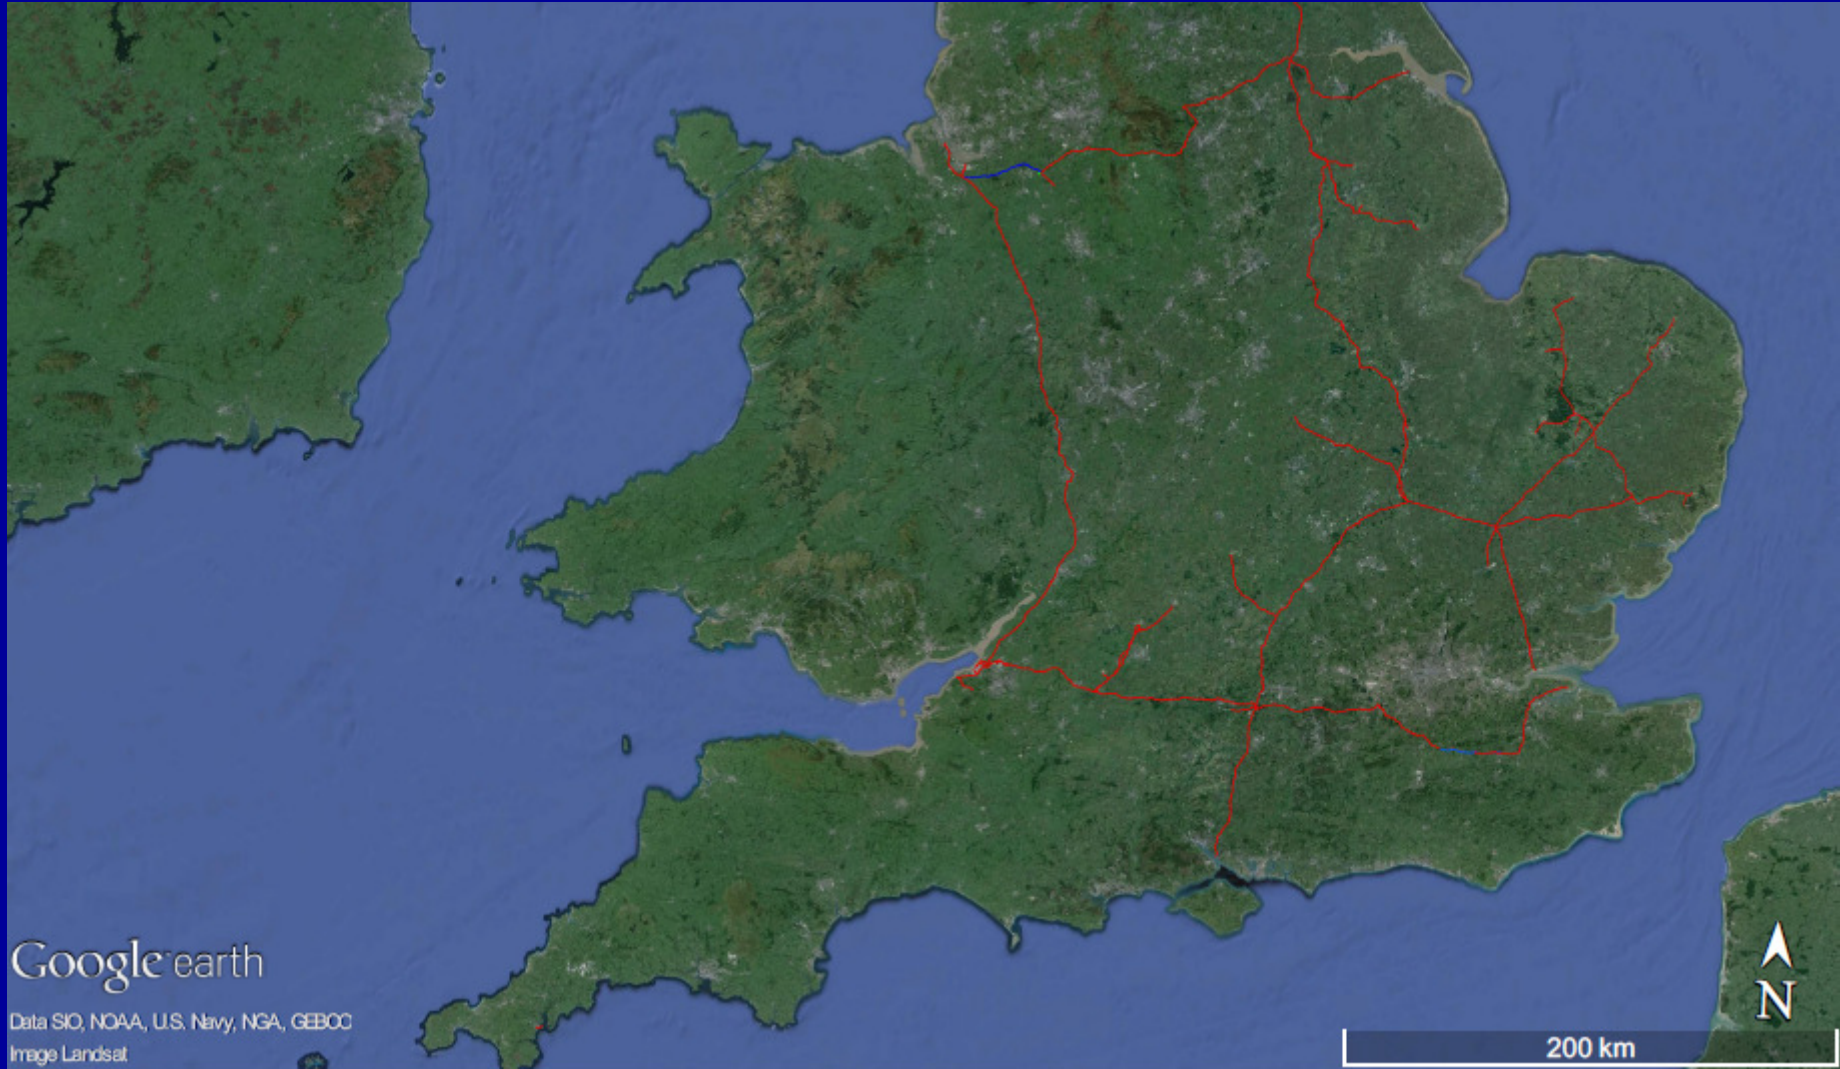 Google earth
Data SIO, NOAA, U.S. Navy, NGA, GEBCO
Image Landsat
N
200 km